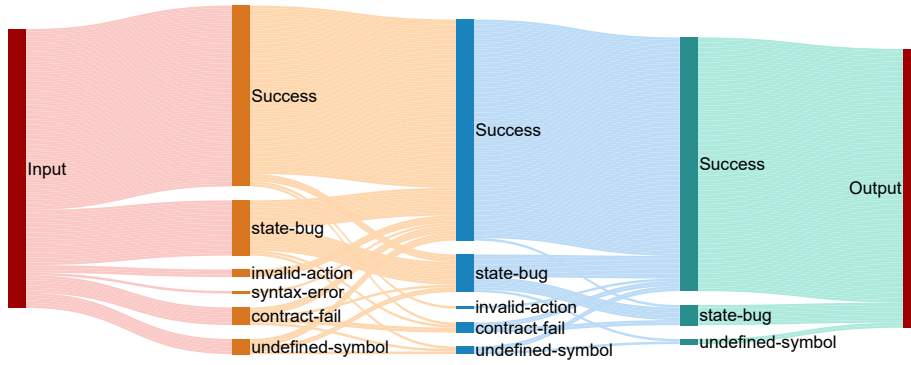 Input
Success
state-bug
invalid-action
syntax-error
contract-fail
undefined-symbol
Success
state-bug
invalid-action
contract-fail
undefined-symbol
Success
state-bug
undefined-symbol
Output